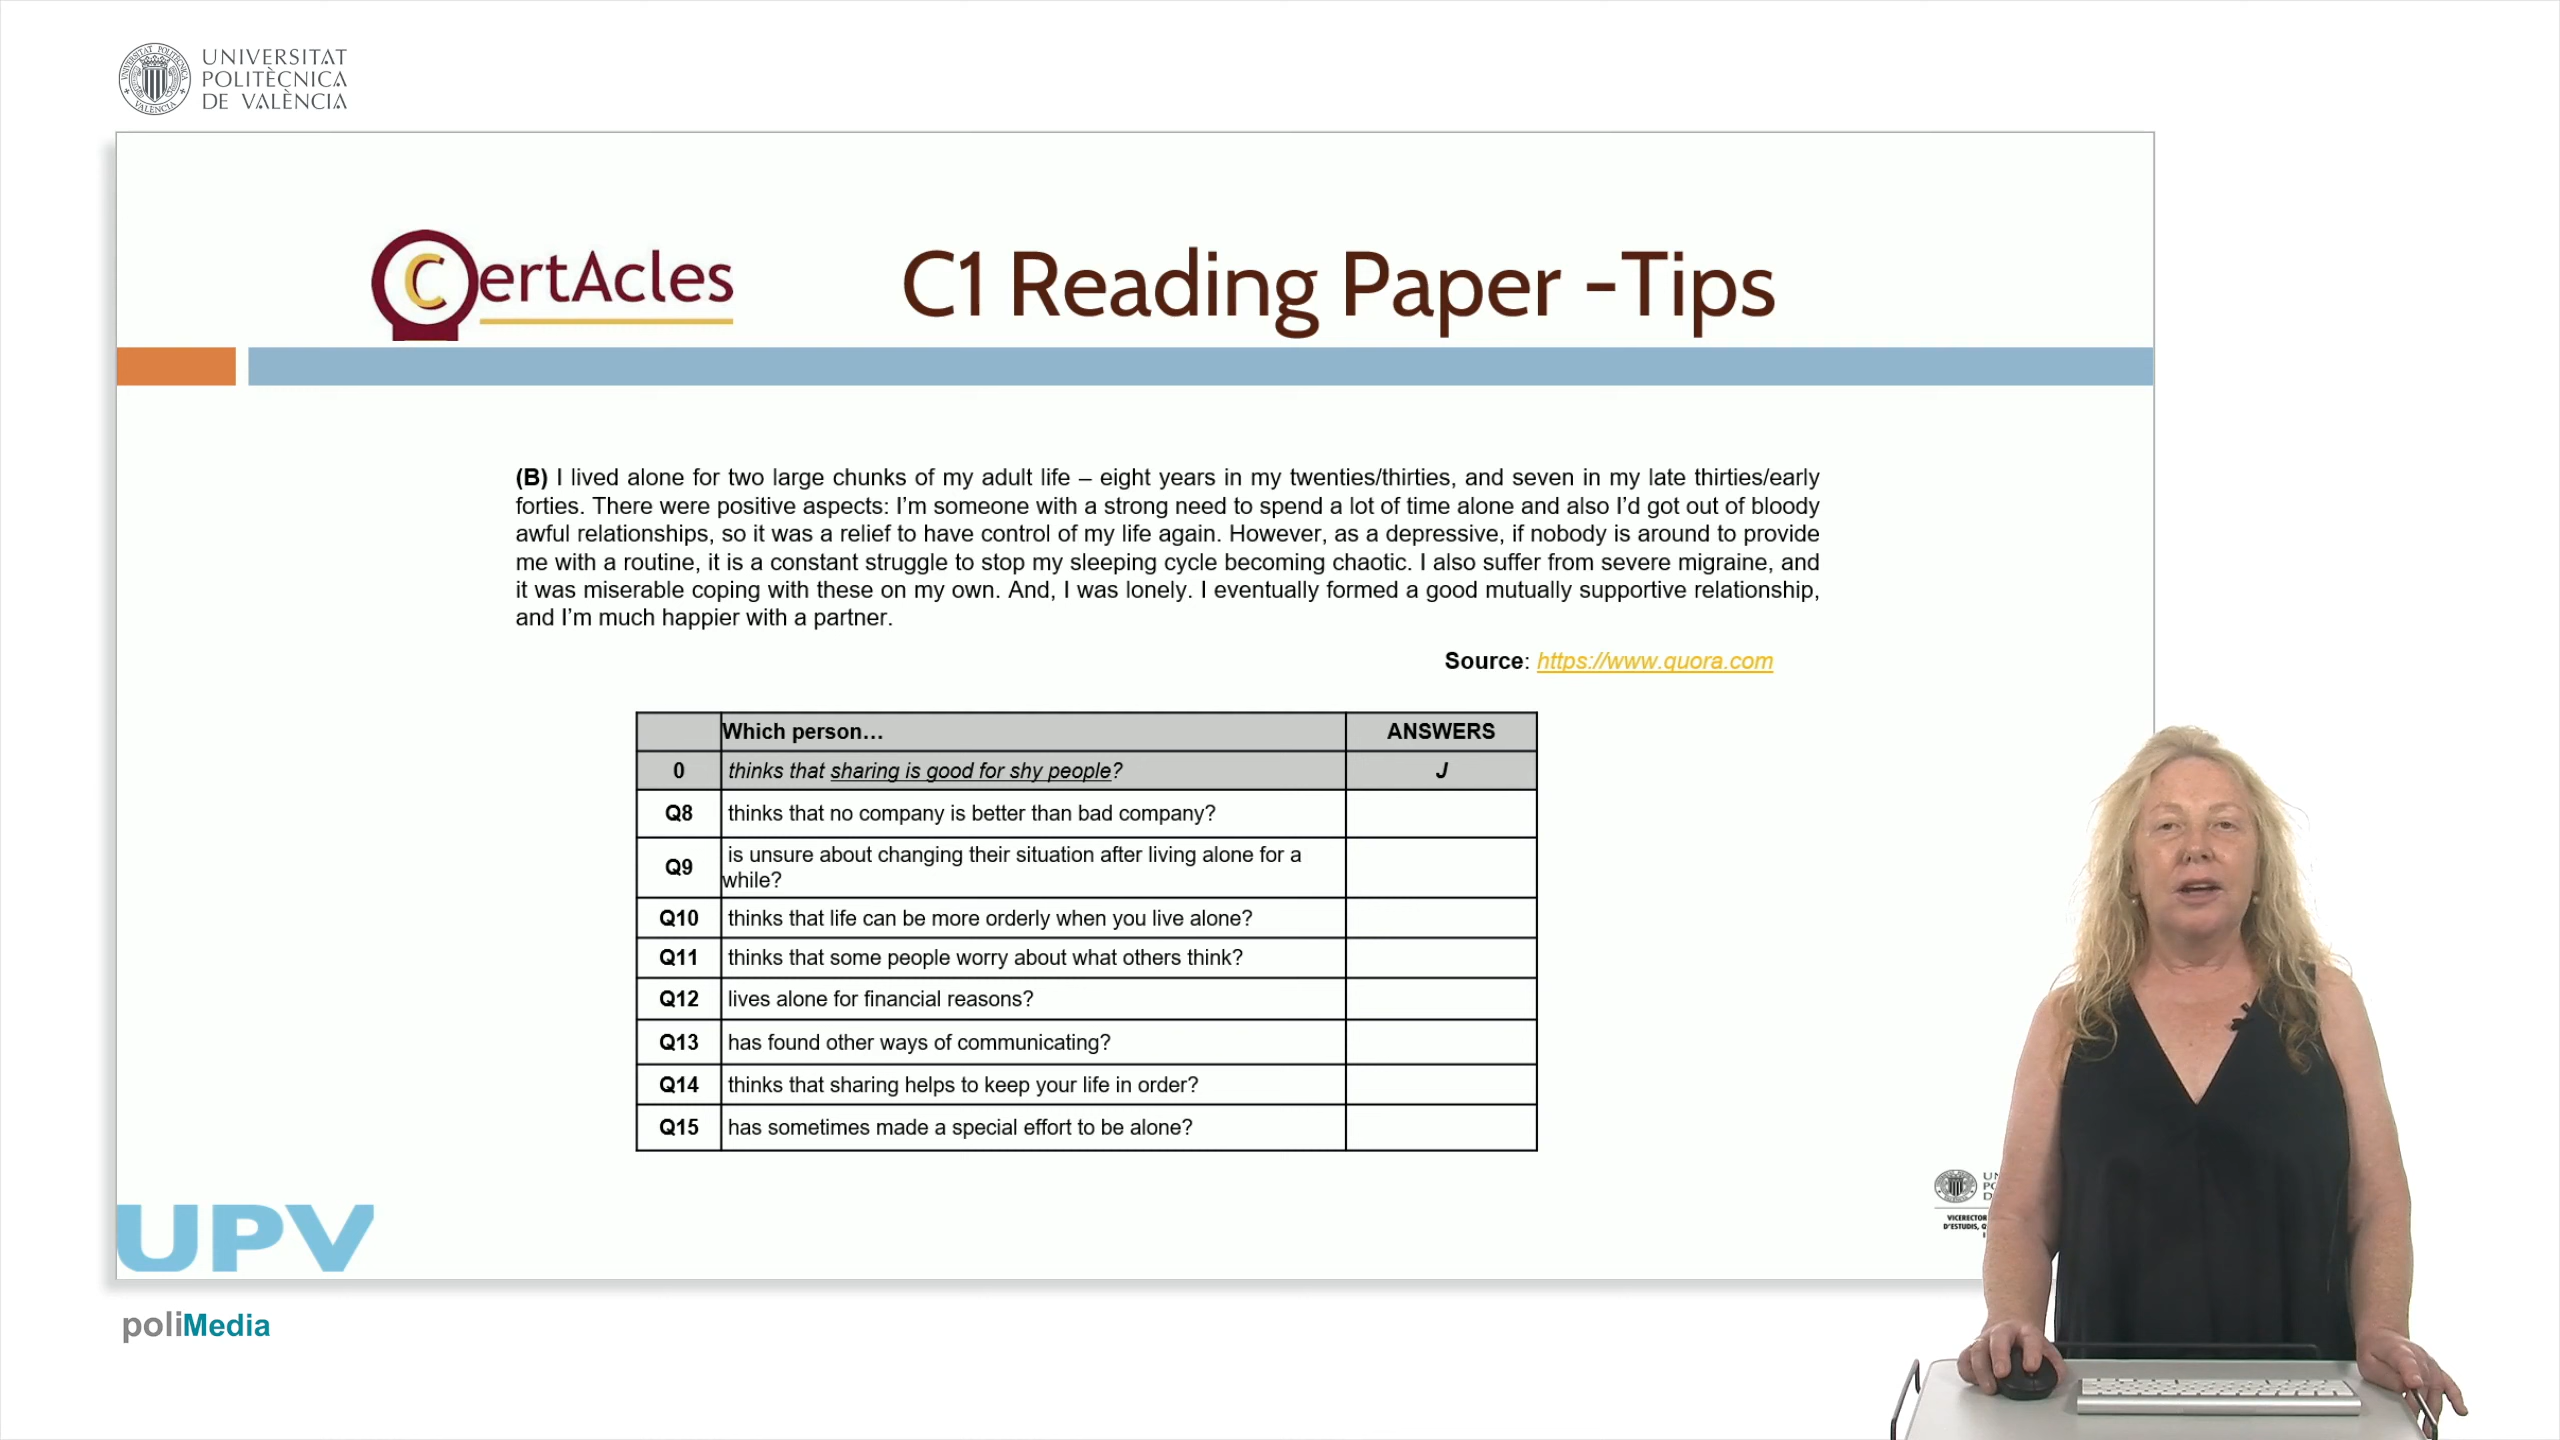 UNIVERSITAT
POLITÈCNICA
DE VALÈNCIA
CertAcles
C1 Reading Paper -Tips
(B) I lived alone for two large chunks of my adult life – eight years in my twenties/thirties, and seven in my late thirties/early
forties. There were positive aspects: I'm someone with a strong need to spend a lot of time alone and also I'd got out of bloody
awful relationships, so it was a relief to have control of my life again. However, as a depressive, if nobody is around to provide
me with a routine, it is a constant struggle to stop my sleeping cycle becoming chaotic. I also suffer from severe migraine, and
it was miserable coping with these on my own. And, I was lonely. I eventually formed a good mutually supportive relationship,
and I'm much happier with a partner.
Source: https://www.quora.com
Which person… ANSWERS
0 thinks that sharing is good for shy people? J
Q8 thinks that no company is better than bad company?
Q9 is unsure about changing their situation after living alone for a
while?
Q10 thinks that life can be more orderly when you live alone?
Q11 thinks that some people worry about what others think?
Q12 lives alone for financial reasons?
Q13 has found other ways of communicating?
Q14 thinks that sharing helps to keep your life in order?
Q15 has sometimes made a special effort to be alone?
UPV
poliMedia